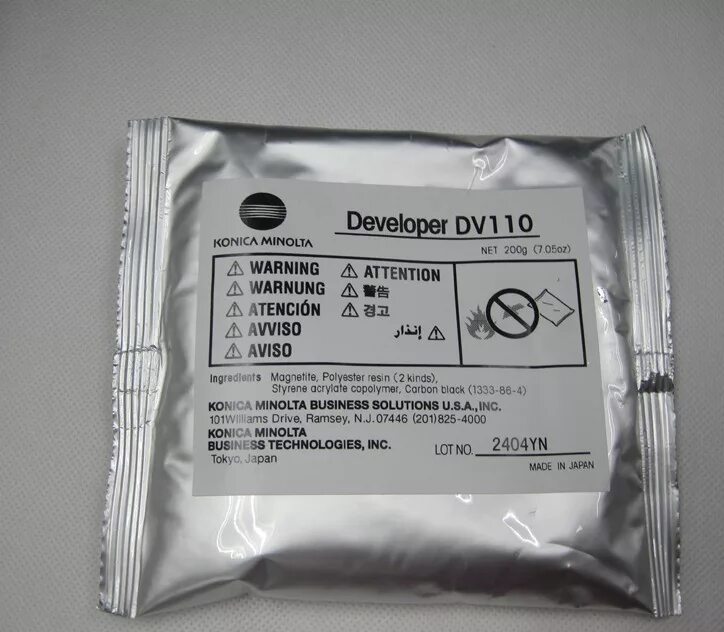 KONICA MINOLTA
Developer DV110
NET 200g (7.05oz)
WARNING
WARNUNG
ATENCIÓN
AVVISO
AVISO
ATTENTION
警告
경고
إنذار
Ingredients Magnetite, Polyester resin (2 kinds),
Styrene acrylate copolymer, Carbon black (1333-86-4)
KONICA MINOLTA BUSINESS SOLUTIONS U.S.A., INC.
101 Williams Drive, Ramsey, N.J. 07446 (201) 825-4000
KONICA MINOLTA
BUSINESS TECHNOLOGIES, INC.
Tokyo, Japan
LOT NO. 2404YN
MADE IN JAPAN